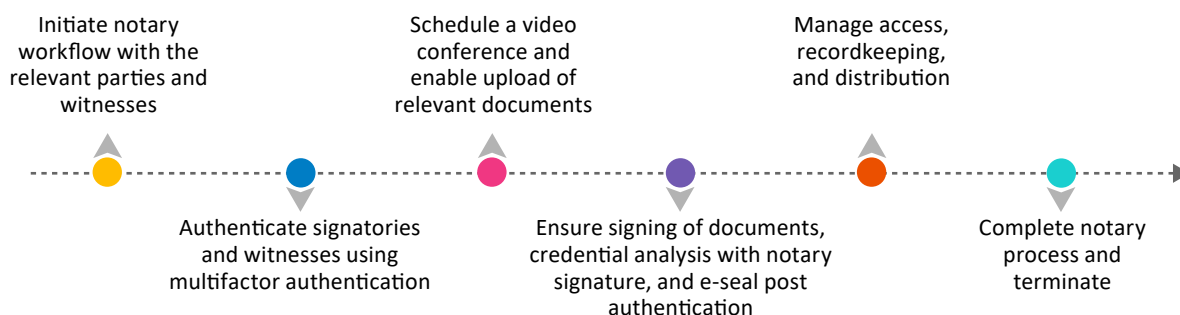 Initiate notary
workflow with the
relevant parties and
witnesses
Authenticate signatories
and witnesses using
multifactor authentication
Schedule a video
conference and
enable upload of
relevant documents
Ensure signing of documents,
credential analysis with notary
signature, and e-seal post
authentication
Manage access,
recordkeeping,
and distribution
Complete notary
process and
terminate